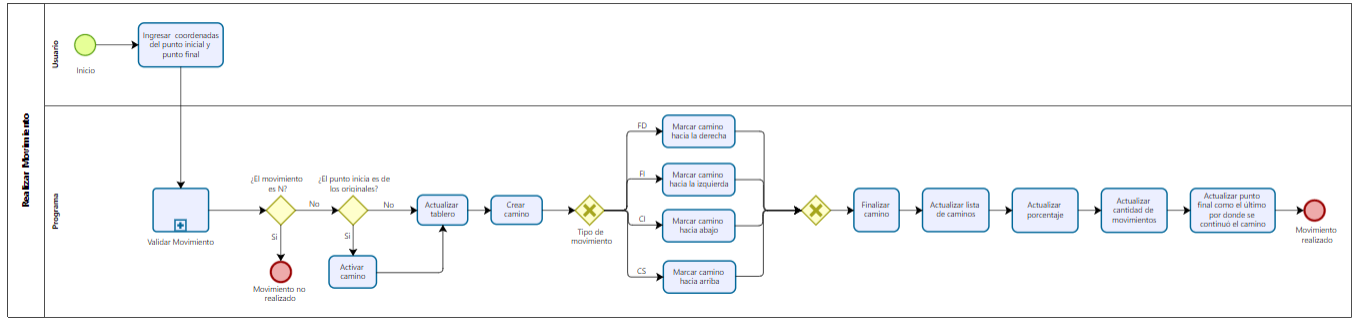 Realizar Movimiento
Usuario
Inicio
Ingresar coordenadas
del punto inicial y
punto final
Programa
Validar Movimiento
¿El movimiento
es N?
No
Si
Movimiento no
realizado
¿El punto inicia es de
los originales?
No
Si
Activar
camino
Actualizar
tablero
Crear
camino
Tipo de
movimiento
FD
Marcar camino
hacia la derecha
FI
Marcar camino
hacia la izquierda
CI
Marcar camino
hacia abajo
CS
Marcar camino
hacia arriba
Finalizar
camino
Actualizar lista
de caminos
Actualizar
porcentaje
Actualizar
cantidad de
movimientos
Actualizar punto
final como el último
por donde se
continuó el camino
Movimiento
realizado